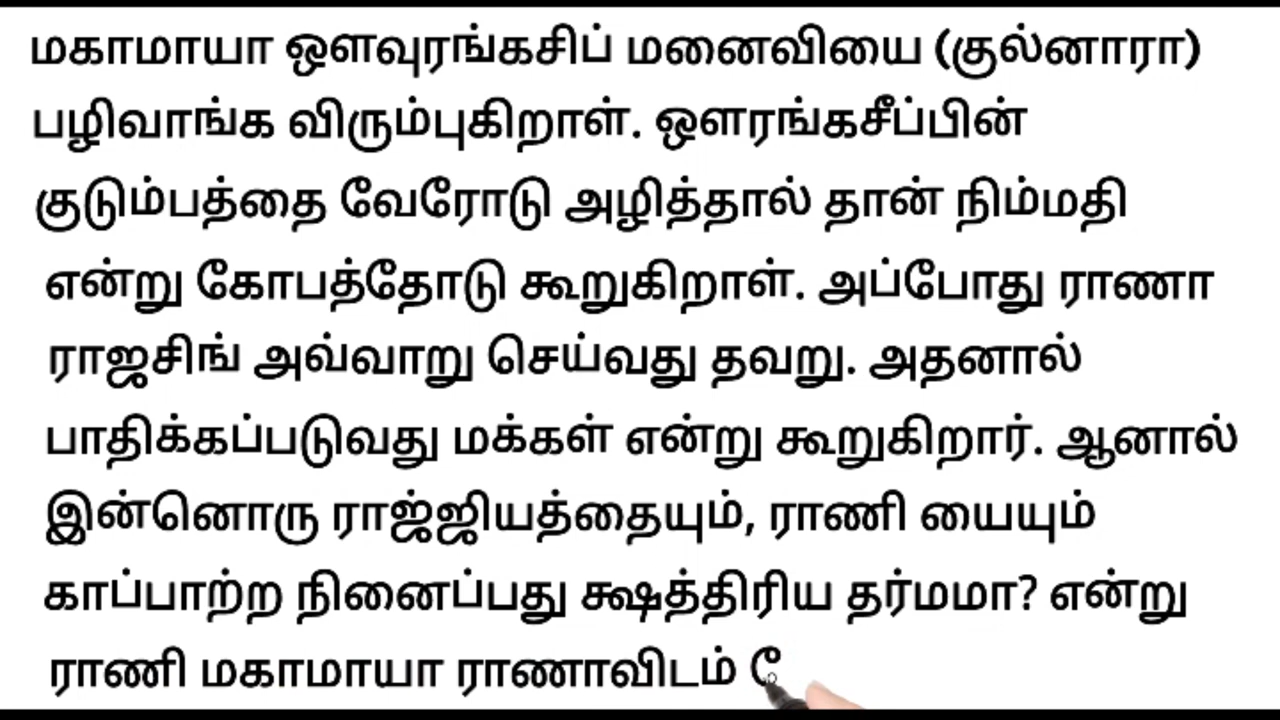 மகாமாயா ஔவுரங்கசிப் மனைவியை (குல்னாரா)
பழிவாங்க விரும்புகிறாள். ஔரங்கசீப்பின்
குடும்பத்தை வேரோடு அழித்தால் தான் நிம்மதி
என்று கோபத்தோடு கூறுகிறாள். அப்போது ராணா
ராஜசிங் அவ்வாறு செய்வது தவறு. அதனால்
பாதிக்கப்படுவது மக்கள் என்று கூறுகிறார். ஆனால்
இன்னொரு ராஜ்ஜியத்தையும், ராணி யையும்
காப்பாற்ற நினைப்பது க்ஷத்திரிய தர்மமா? என்று
ராணி மகாமாயா ராணாவிடம்